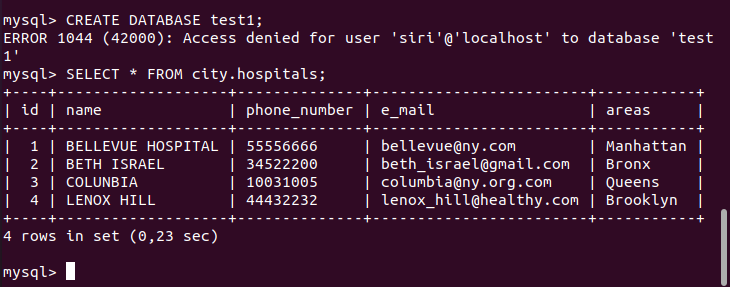 mysql> CREATE DATABASE test1;
ERROR 1044 (42000): Access denied for user 'siri'@'localhost' to database 'test
1'
mysql> SELECT * FROM city.hospitals;
+----+-------------------+--------------+------------------------+-----------+
| id | name              | phone_number | e_mail                 | areas     |
+----+-------------------+--------------+------------------------+-----------+
|  1 | BELLEVUE HOSPITAL | 55556666     | bellevue@ny.com        | Manhattan |
|  2 | BETH ISRAEL       | 34522200     | beth_israel@gmail.com  | Bronx     |
|  3 | COLUNBIA          | 10031005     | columbia@ny.org.com    | Queens    |
|  4 | LENOX HILL        | 44432232     | lenox_hill@healthy.com | Brooklyn  |
+----+-------------------+--------------+------------------------+-----------+
4 rows in set (0,23 sec)
mysql>